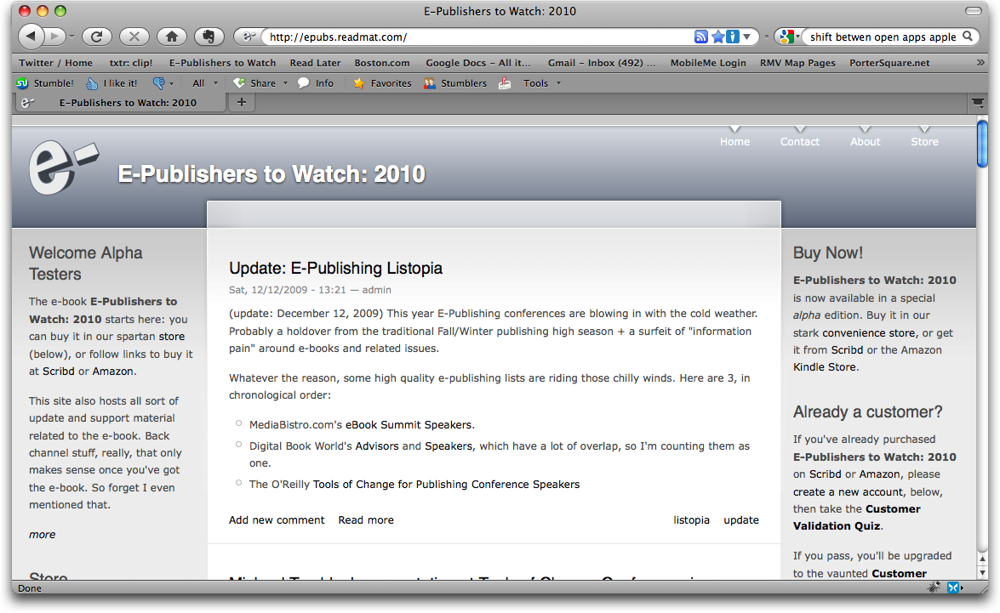 E-Publishers to Watch: 2010
http://epubs.readmat.com/
shift betwen open apps apple
Twitter / Home txtr: clip! E-Publishers to Watch Read Later Boston.com Google Docs - All it... Gmail - Inbox (492) ... MobileMe Login RMV Map Pages PorterSquare.net »
Stumble! I like it! All Share Info Favorites Stumblers Tools
e- E-Publishers to Watch: 2010 +
Home Contact About Store
e- E-Publishers to Watch: 2010
Welcome Alpha
Testers
The e-book E-Publishers to
Watch: 2010 starts here: you
can buy it in our spartan store
(below), or follow links to buy it
at Scribd or Amazon.
This site also hosts all sort of
update and support material
related to the e-book. Back
channel stuff, really, that only
makes sense once you've got
the e-book. So forget I even
mentioned that.
more
Store
Update: E-Publishing Listopia
Sat, 12/12/2009 - 13:21 — admin
(update: December 12, 2009) This year E-Publishing conferences are blowing in with the cold weather.
Probably a holdover from the traditional Fall/Winter publishing high season + a surfeit of "information
pain" around e-books and related issues.
Whatever the reason, some high quality e-publishing lists are riding those chilly winds. Here are 3, in
chronological order:
MediaBistro.com's eBook Summit Speakers.
Digital Book World's Advisors and Speakers, which have a lot of overlap, so I'm counting them as
one.
The O'Reilly Tools of Change for Publishing Conference Speakers
Add new comment Read more listopia update
Buy Now!
E-Publishers to Watch: 2010
is now available in a special
alpha edition. Buy it in our
stark convenience store, or get
it from Scribd or the Amazon
Kindle Store.
Already a customer?
If you've already purchased
E-Publishers to Watch: 2010
on Scribd or Amazon, please
create a new account, below,
then take the Customer
Validation Quiz.
If you pass, you'll be upgraded
to the vaunted Customer
Done